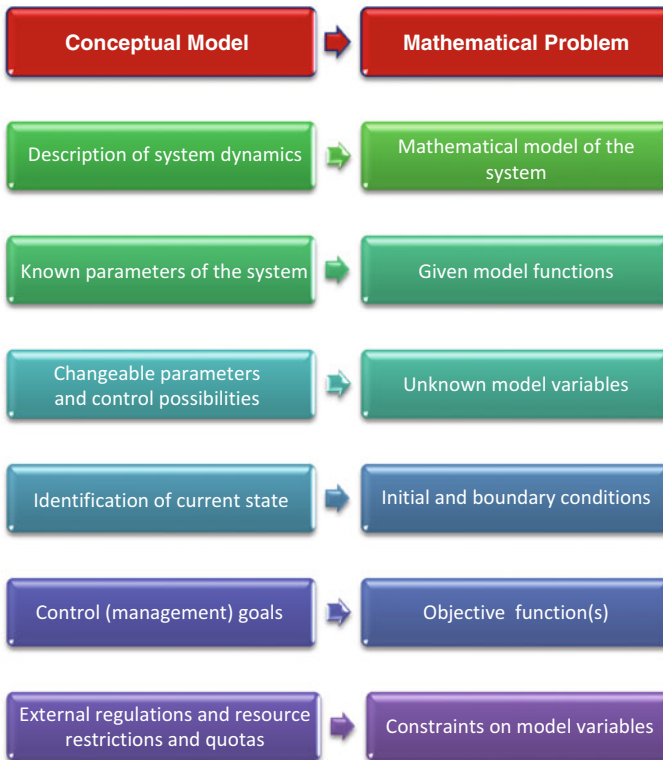 Conceptual Model
Mathematical Problem
Description of system dynamics
Mathematical model of the
system
Known parameters of the system
Given model functions
Changeable parameters
and control possibilities
Unknown model variables
Identification of current state
Initial and boundary conditions
Control (management) goals
Objective function(s)
External regulations and resource
restrictions and quotas
Constraints on model variables